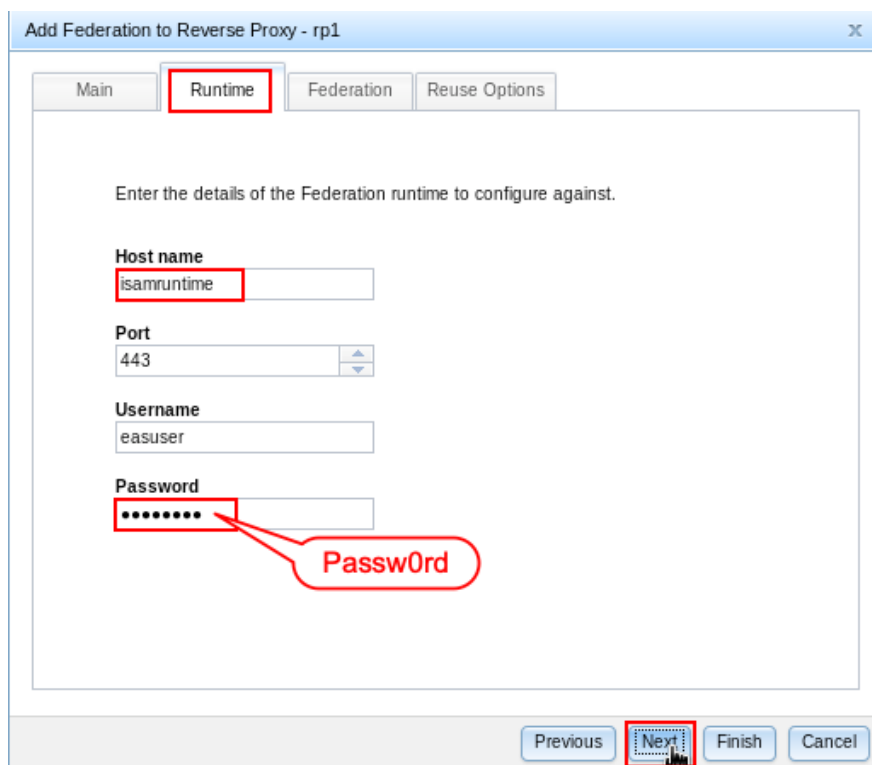 Add Federation to Reverse Proxy - rp1 x
Main Runtime Federation Reuse Options
Enter the details of the Federation runtime to configure against.
Host name
isamruntime
Port
443
Username
easuser
Password
••••••••
Passw0rd
Previous Next Finish Cancel